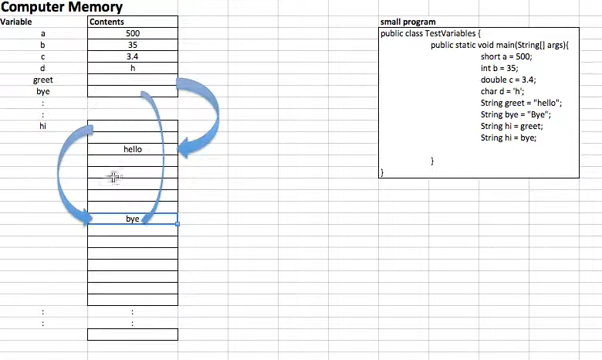 Computer Memory
Variable Contents
a 500
b 35
c 3.4
d h
greet
bye
:
:
hi
hello
bye
: :
: :
small program
public class TestVariables {
public static void main(String[] args){
short a = 500;
int b = 35;
double c = 3.4;
char d = 'h';
String greet = "hello";
String bye = "Bye";
String hi = greet;
String hi = bye;
}
}